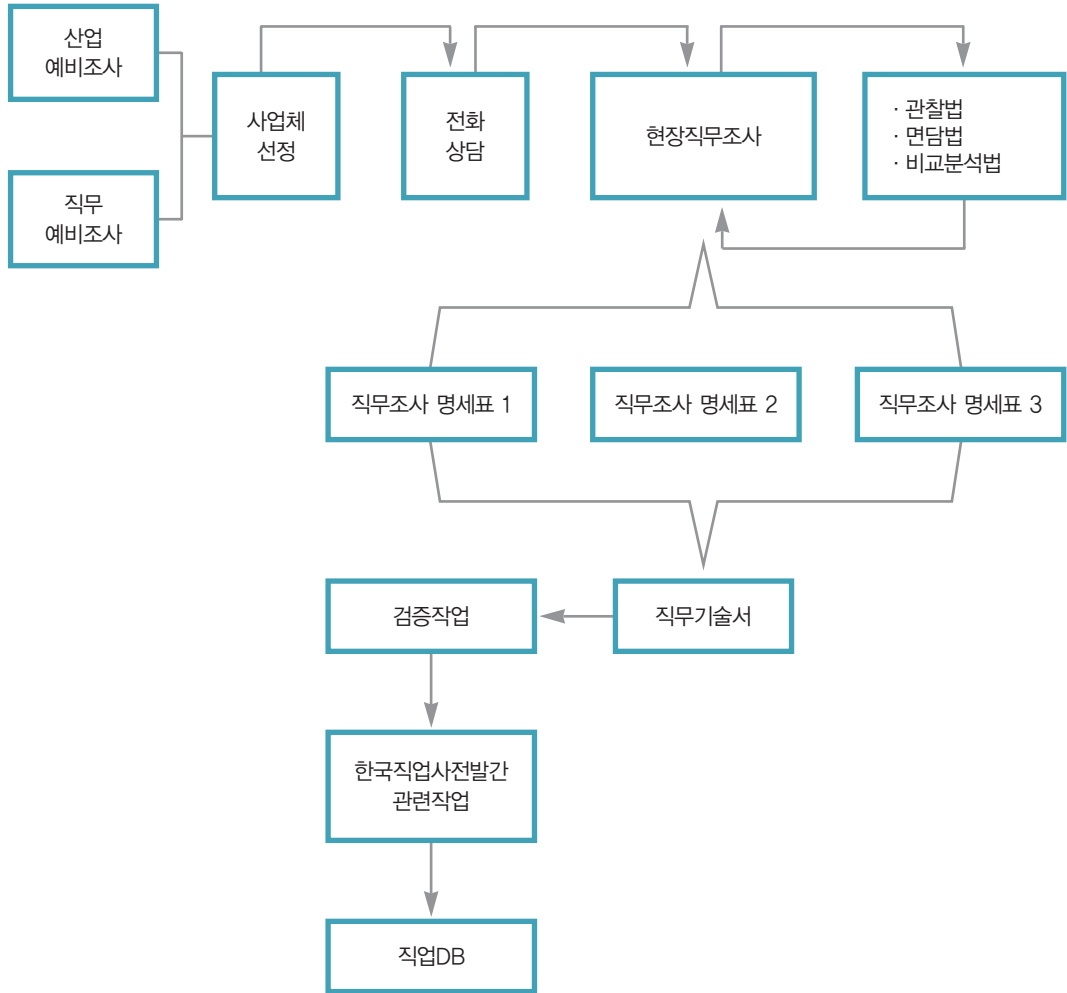 산업
예비조사
직무
예비조사
사업체
선정
전화
상담
현장직무조사
· 관찰법
· 면담법
· 비교분석법
직무조사 명세표 1
직무조사 명세표 2
직무조사 명세표 3
직무기술서
검증작업
한국직업사전발간
관련작업
직업DB